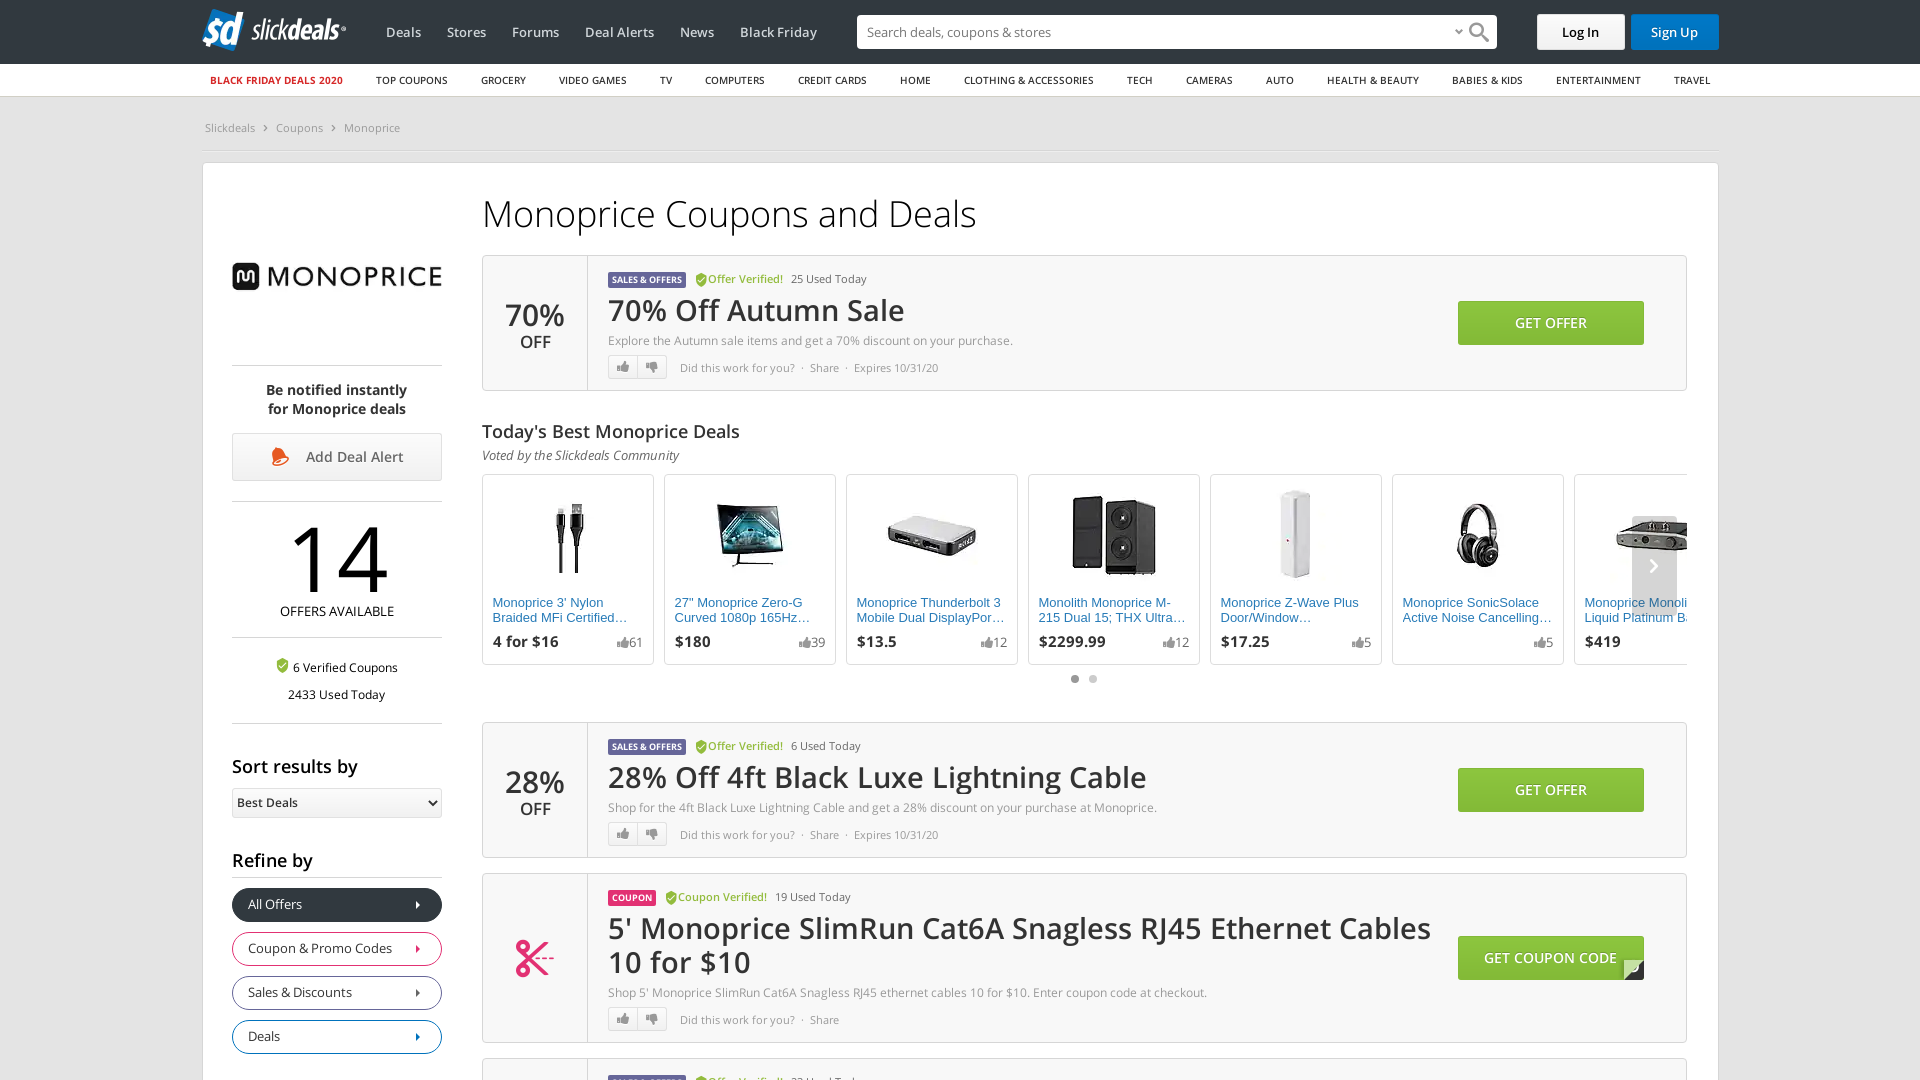 sd slickdeals
Deals
Stores
Forums
Deal Alerts
News
Black Friday
Search deals, coupons & stores
Log In
Sign Up
BLACK FRIDAY DEALS 2020
TOP COUPONS
GROCERY
VIDEO GAMES
TV
COMPUTERS
CREDIT CARDS
HOME
CLOTHING & ACCESSORIES
TECH
CAMERAS
AUTO
HEALTH & BEAUTY
BABIES & KIDS
ENTERTAINMENT
TRAVEL
Slickdeals > Coupons > Monoprice
MONOPRICE
Be notified instantly
for Monoprice deals
Add Deal Alert
14
OFFERS AVAILABLE
6 Verified Coupons
2433 Used Today
Sort results by
Best Deals
Refine by
All Offers
Coupon & Promo Codes
Sales & Discounts
Deals
Monoprice Coupons and Deals
70%
OFF
SALES & OFFERS Offer Verified! 25 Used Today
70% Off Autumn Sale
Explore the Autumn sale items and get a 70% discount on your purchase.
Did this work for you? · Share · Expires 10/31/20
GET OFFER
Today's Best Monoprice Deals
Voted by the Slickdeals Community
Monoprice 3' Nylon
Braided MFi Certified…
4 for $16 61
27" Monoprice Zero-G
Curved 1080p 165Hz…
$180 39
Monoprice Thunderbolt 3
Mobile Dual DisplayPor…
$13.5 12
Monolith Monoprice M-
215 Dual 15; THX Ultra…
$2299.99 12
Monoprice Z-Wave Plus
Door/Window…
$17.25 5
Monoprice SonicSolace
Active Noise Cancelling…
5
Monoprice Monoli
Liquid Platinum Ba
$419
28%
OFF
SALES & OFFERS Offer Verified! 6 Used Today
28% Off 4ft Black Luxe Lightning Cable
Shop for the 4ft Black Luxe Lightning Cable and get a 28% discount on your purchase at Monoprice.
Did this work for you? · Share · Expires 10/31/20
GET OFFER
COUPON Coupon Verified! 19 Used Today
5' Monoprice SlimRun Cat6A Snagless RJ45 Ethernet Cables
10 for $10
Shop 5' Monoprice SlimRun Cat6A Snagless RJ45 ethernet cables 10 for $10. Enter coupon code at checkout.
Did this work for you? · Share
GET COUPON CODE